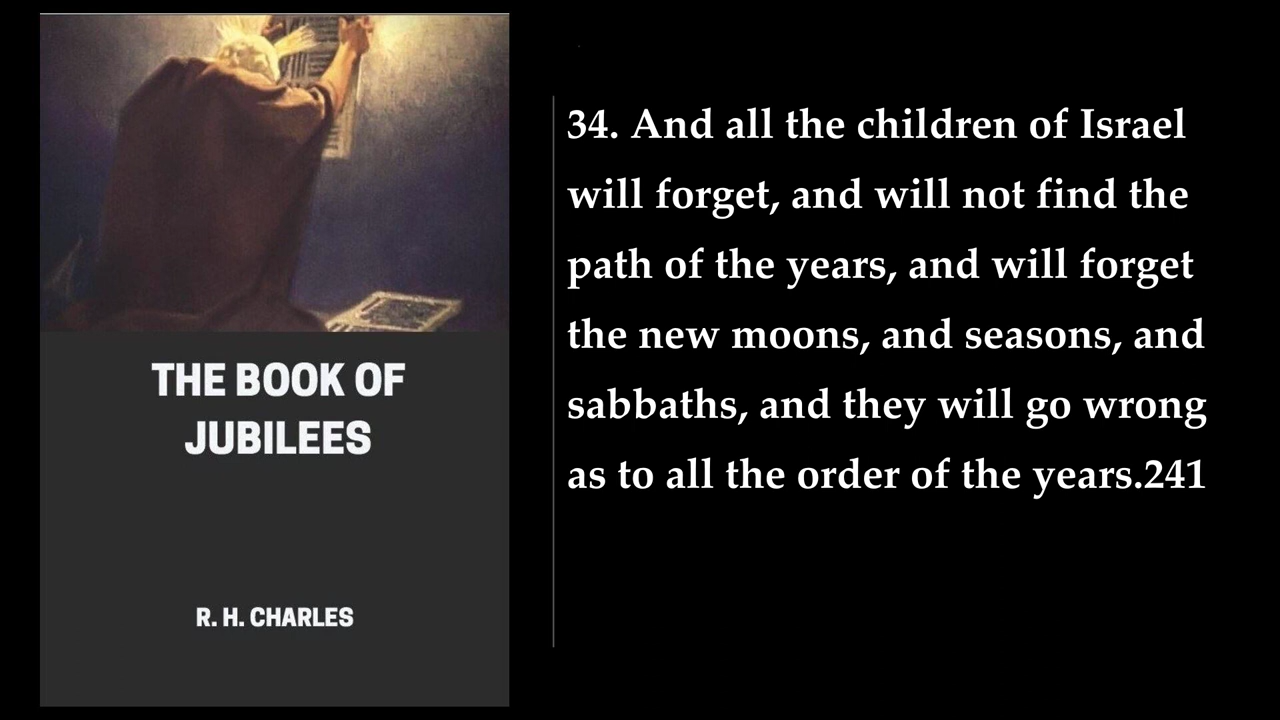 THE BOOK OF
JUBILEES
R. H. CHARLES
34. And all the children of Israel
will forget, and will not find the
path of the years, and will forget
the new moons, and seasons, and
sabbaths, and they will go wrong
as to all the order of the years.241